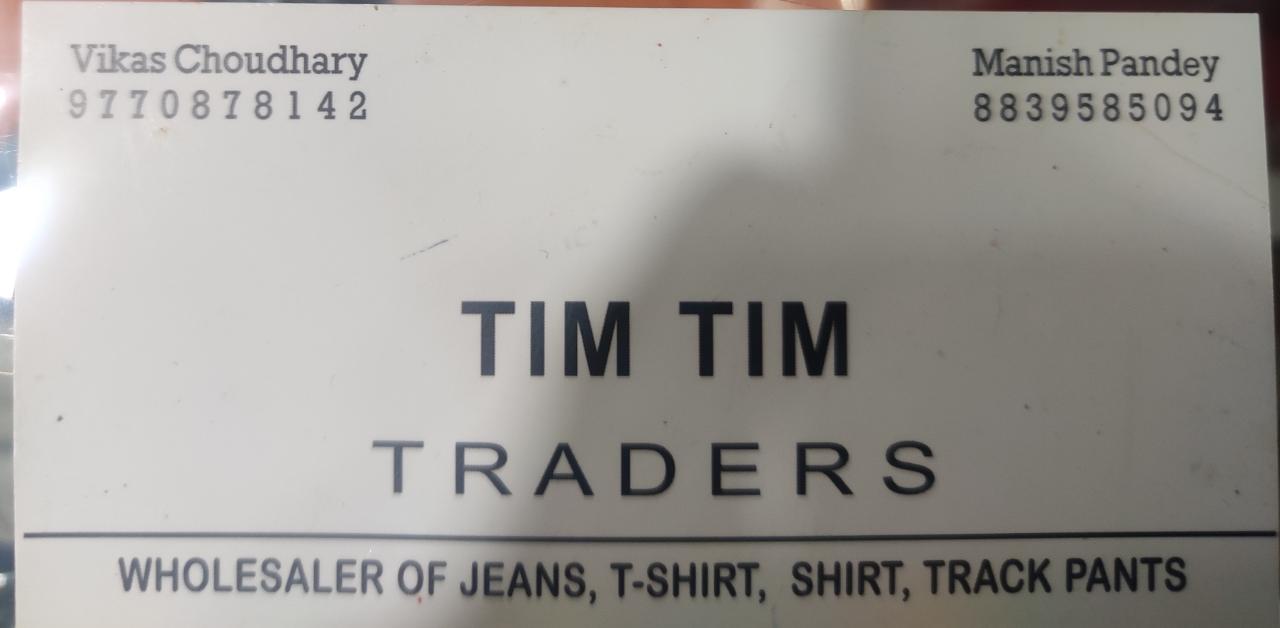 Vikas Choudhary
9770878142
Manish Pandey
8839585094
TIM TIM
TRADERS
WHOLESALER OF JEANS, T-SHIRT, SHIRT, TRACK PANTS